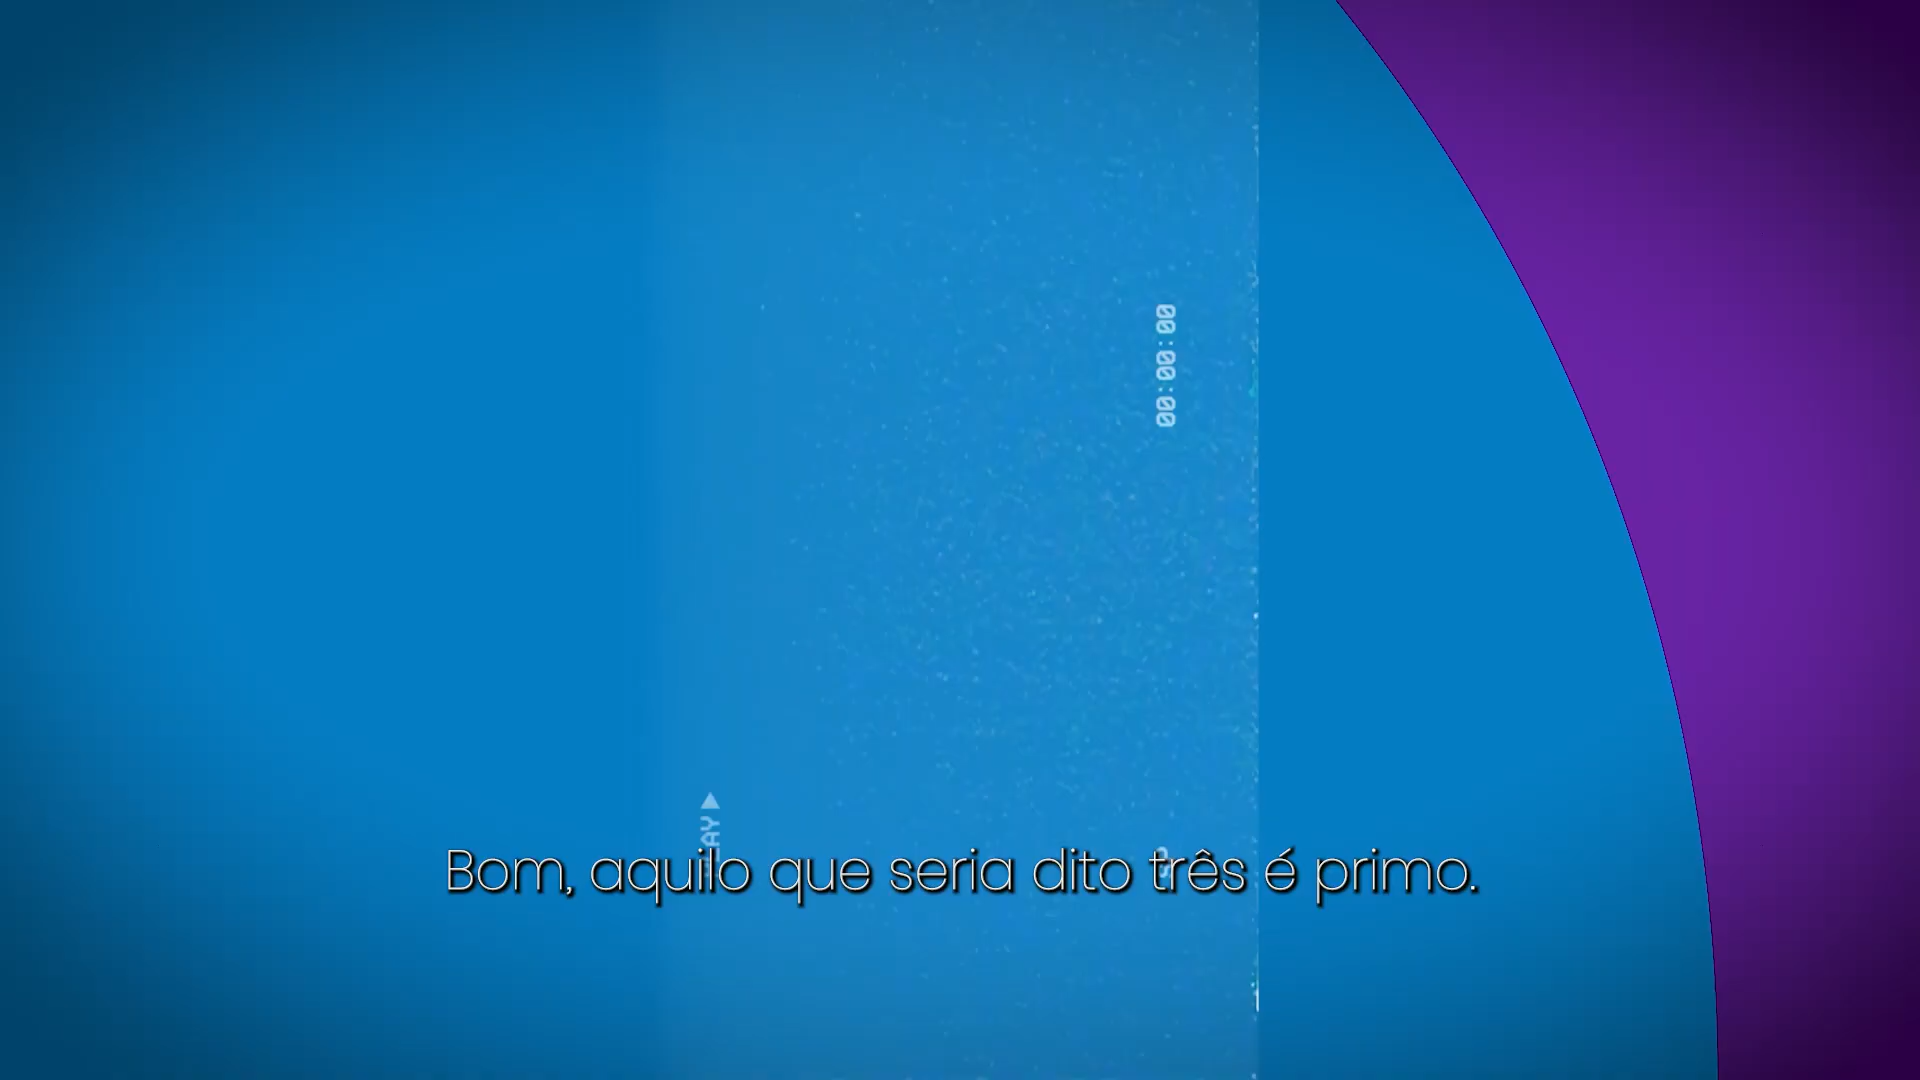 00:00:00
Bom, aquilo que seria dito três é primo.